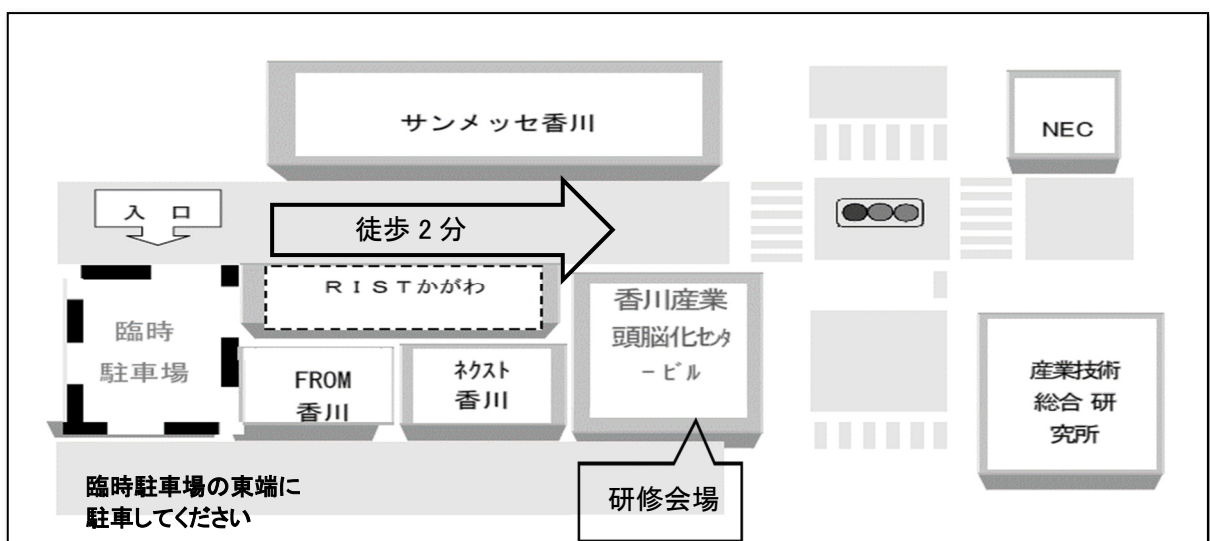 サンメッセ香川
NEC
入 口
徒歩 2 分
RISTかがわ
臨時
駐車場
FROM
香川
ネクスト
香川
香川産業
頭脳化センタ
ービル
産業技術
総合 研
究所
臨時駐車場の東端に
駐車してください
研修会場